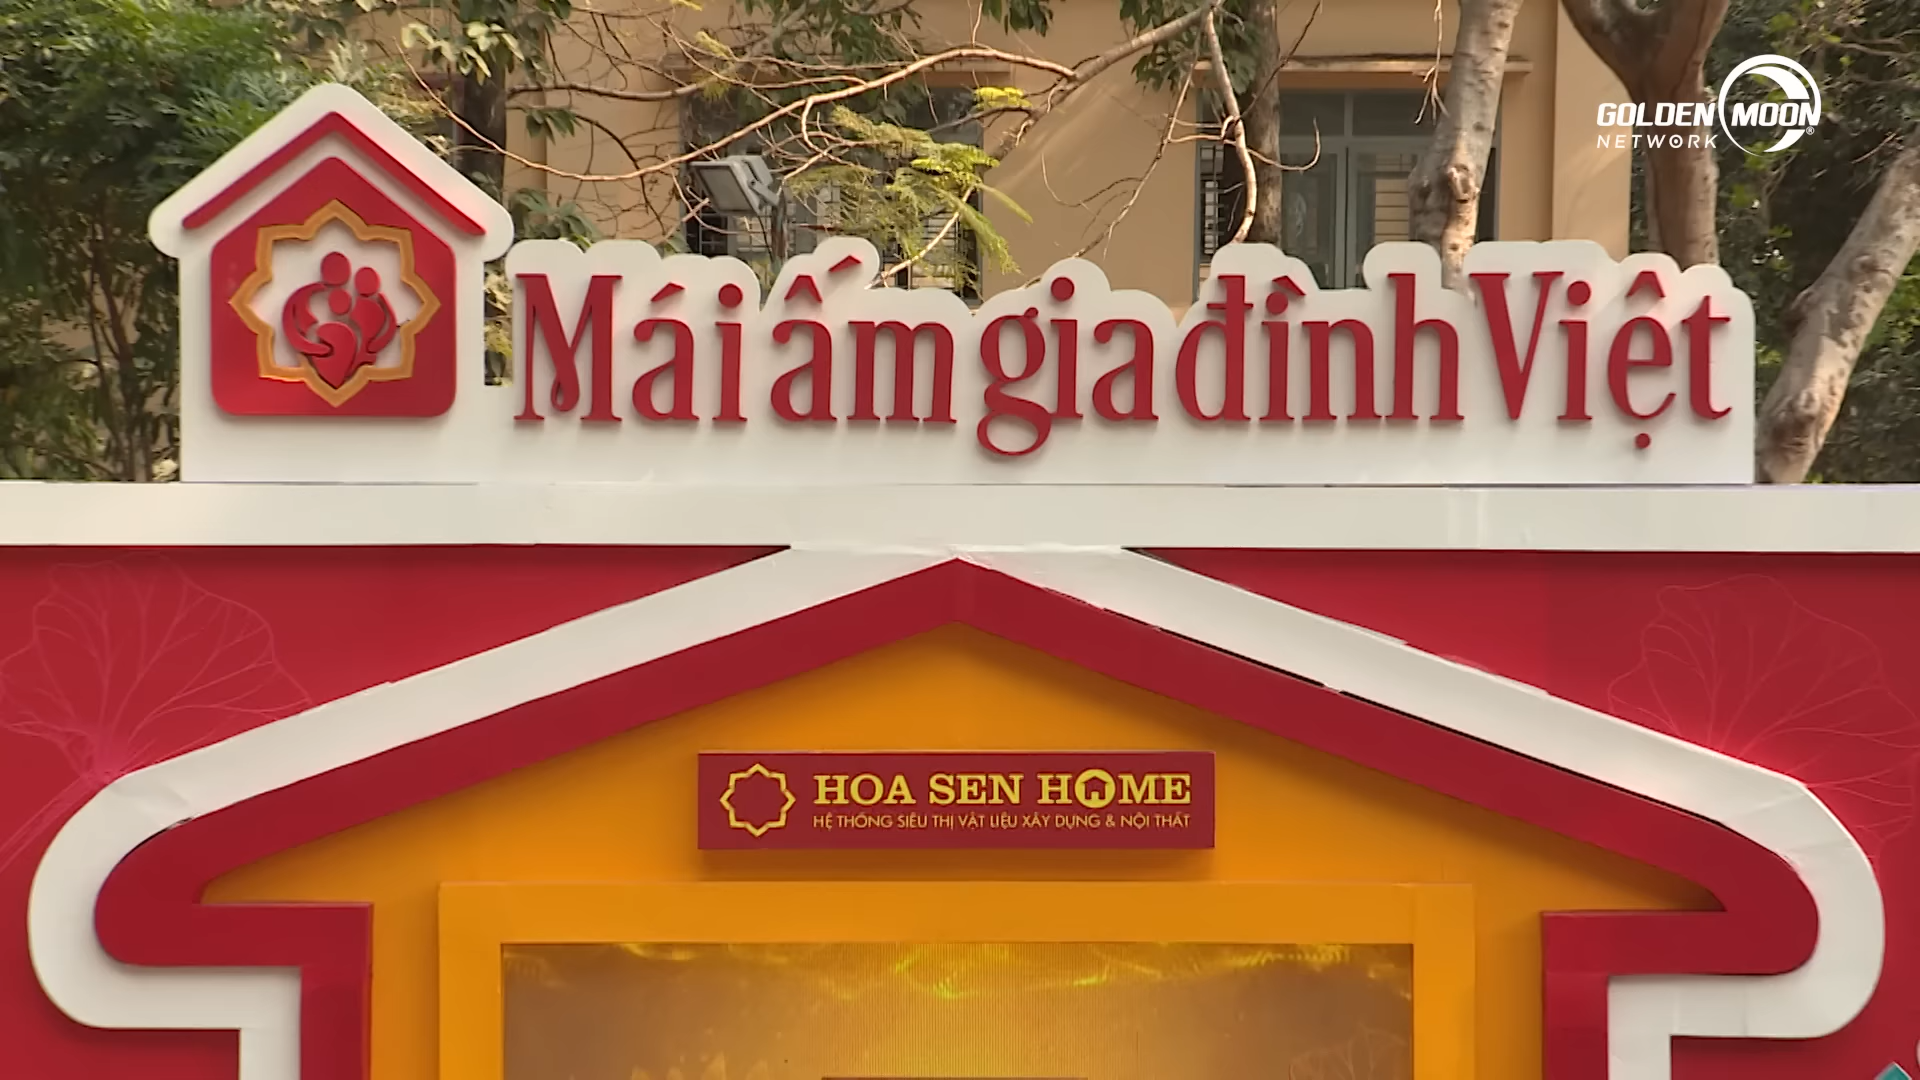 GOLDEN MOON
NETWORK
Mái ấm gia đình Việt
HOA SEN HOME
HỆ THỐNG SIÊU THỊ VẬT LIỆU XÂY DỰNG & NỘI THẤT